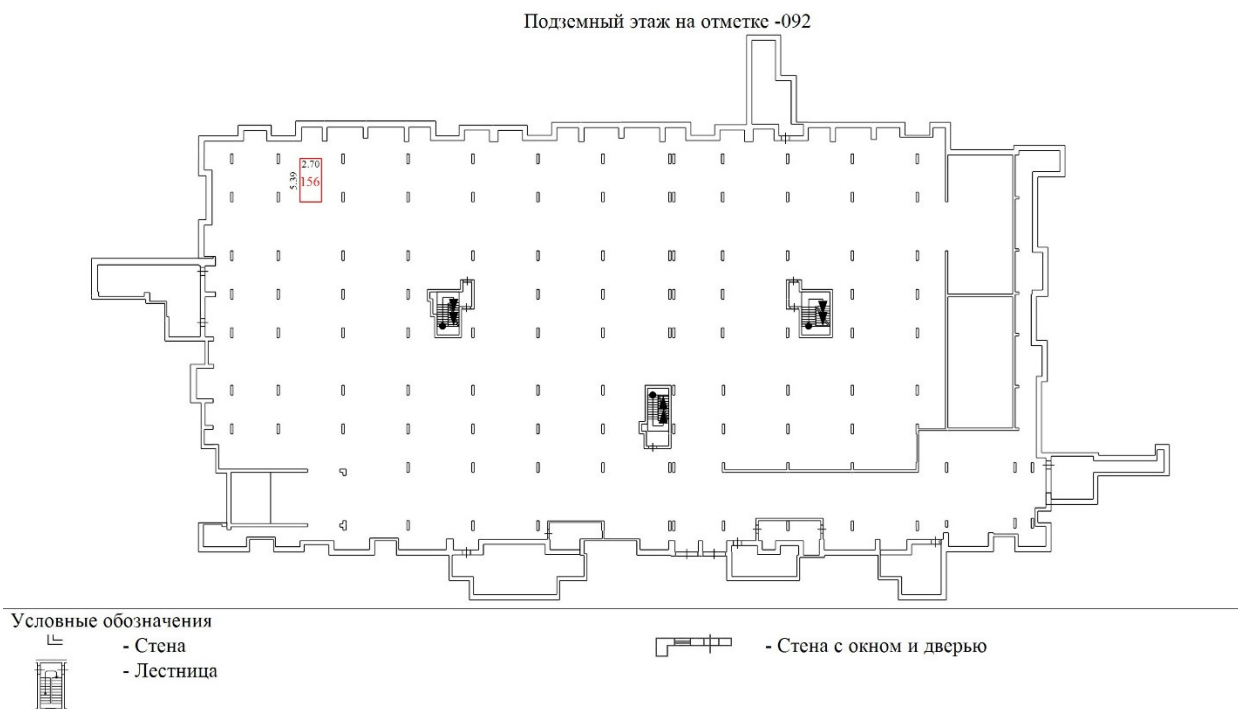 Подземный этаж на отметке -092
2.70
5.39
156
Условные обозначения
- Стена
- Лестница
- Стена с окном и дверью